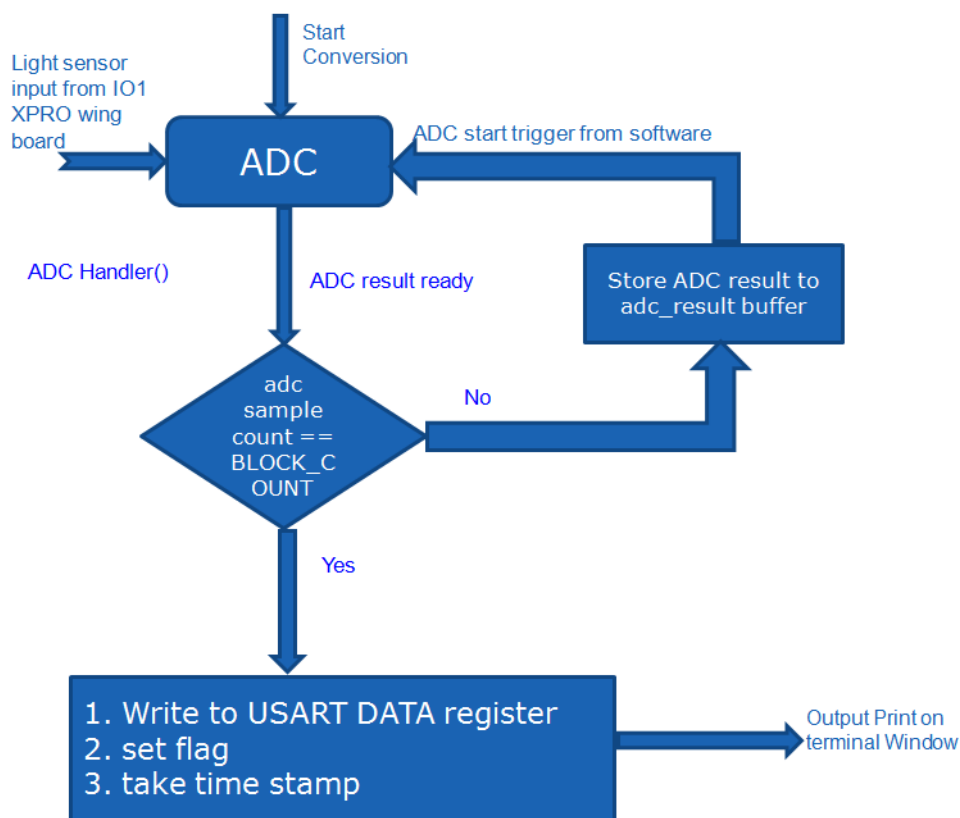 Start
Conversion
Light sensor
input from IO1
XPRO wing
board
ADC start trigger from software
ADC
ADC Handler()
ADC result ready
Store ADC result to
adc_result buffer
adc
sample
count ==
BLOCK_C
OUNT
No
Yes
1. Write to USART DATA register
2. set flag
3. take time stamp
Output Print on
terminal Window